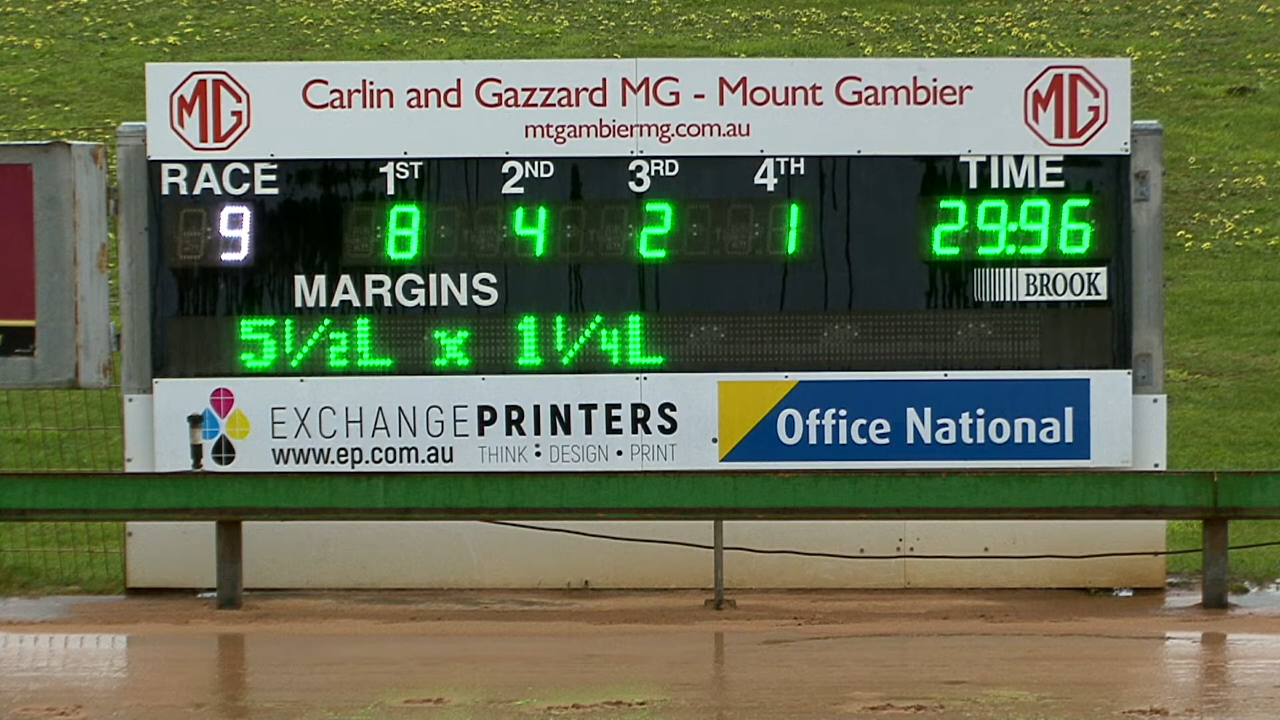 MG Carlin and Gazzard MG - Mount Gambier MG
mtgambiermg.com.au
RACE 1ST 2ND 3RD 4TH TIME
9 8 4 2 1 29:96
MARGINS BROOK
5½L x 1¼L
EXCHANGEPRINTERS Office National
www.ep.com.au THINK : DESIGN • PRINT